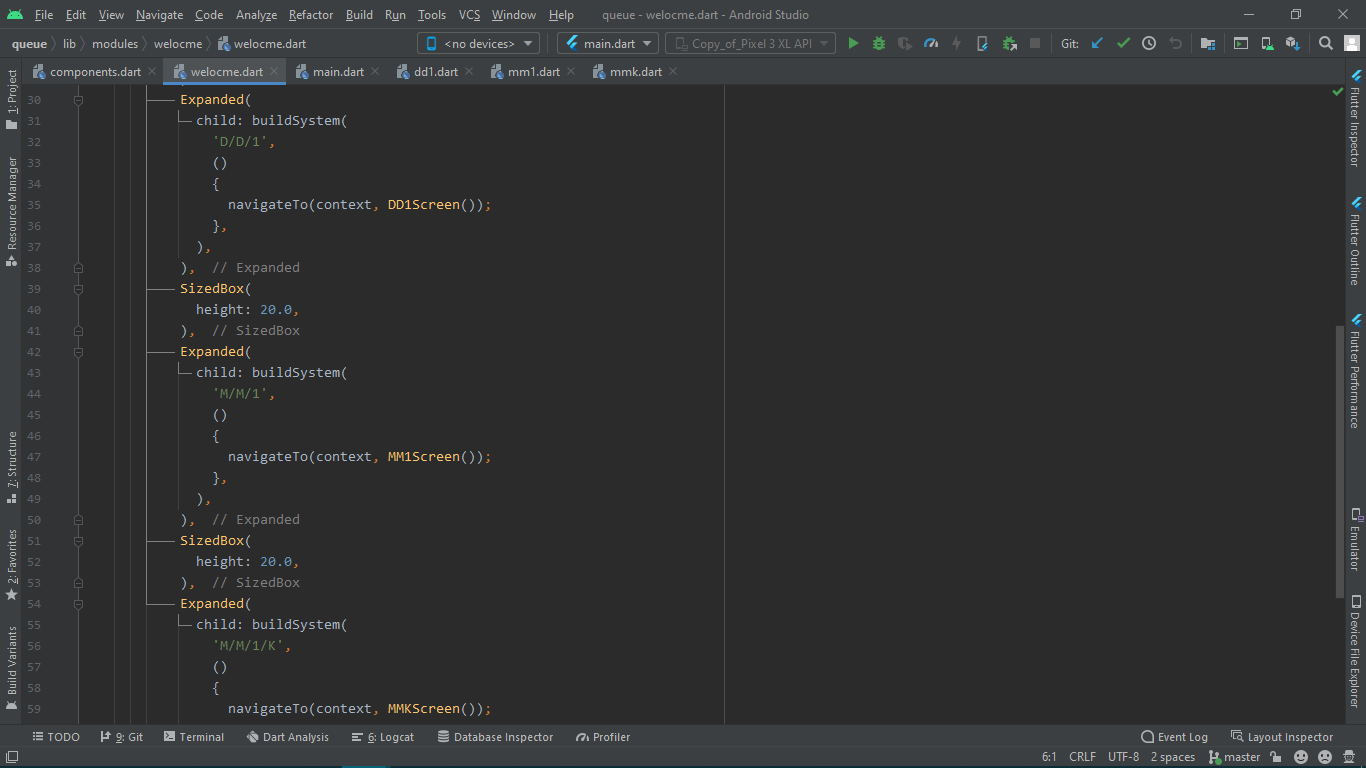 File Edit View Navigate Code Analyze Refactor Build Run Tools VCS Window Help queue - welocme.dart - Android Studio
queue lib modules welocme welocme.dart <no devices> main.dart Copy_of_Pixel 3 XL API Git:
components.dart welocme.dart main.dart dd1.dart mm1.dart mmk.dart
1: Project
Resource Manager
7: Structure
2: Favorites
Build Variants
30 Expanded(
31 child: buildSystem(
32 'D/D/1',
33 ()
34 {
35 navigateTo(context, DD1Screen());
36 },
37 ),
38 ), // Expanded
39 SizedBox(
40 height: 20.0,
41 ), // SizedBox
42 Expanded(
43 child: buildSystem(
44 'M/M/1',
45 ()
46 {
47 navigateTo(context, MM1Screen());
48 },
49 ),
50 ), // Expanded
51 SizedBox(
52 height: 20.0,
53 ), // SizedBox
54 Expanded(
55 child: buildSystem(
56 'M/M/1/K',
57 ()
58 {
59 navigateTo(context, MMKScreen());
Flutter Inspector
Flutter Outline
Flutter Performance
Emulator
Device File Explorer
TODO 9: Git Terminal Dart Analysis 6: Logcat Database Inspector Profiler Event Log Layout Inspector
6:1 CRLF UTF-8 2 spaces master